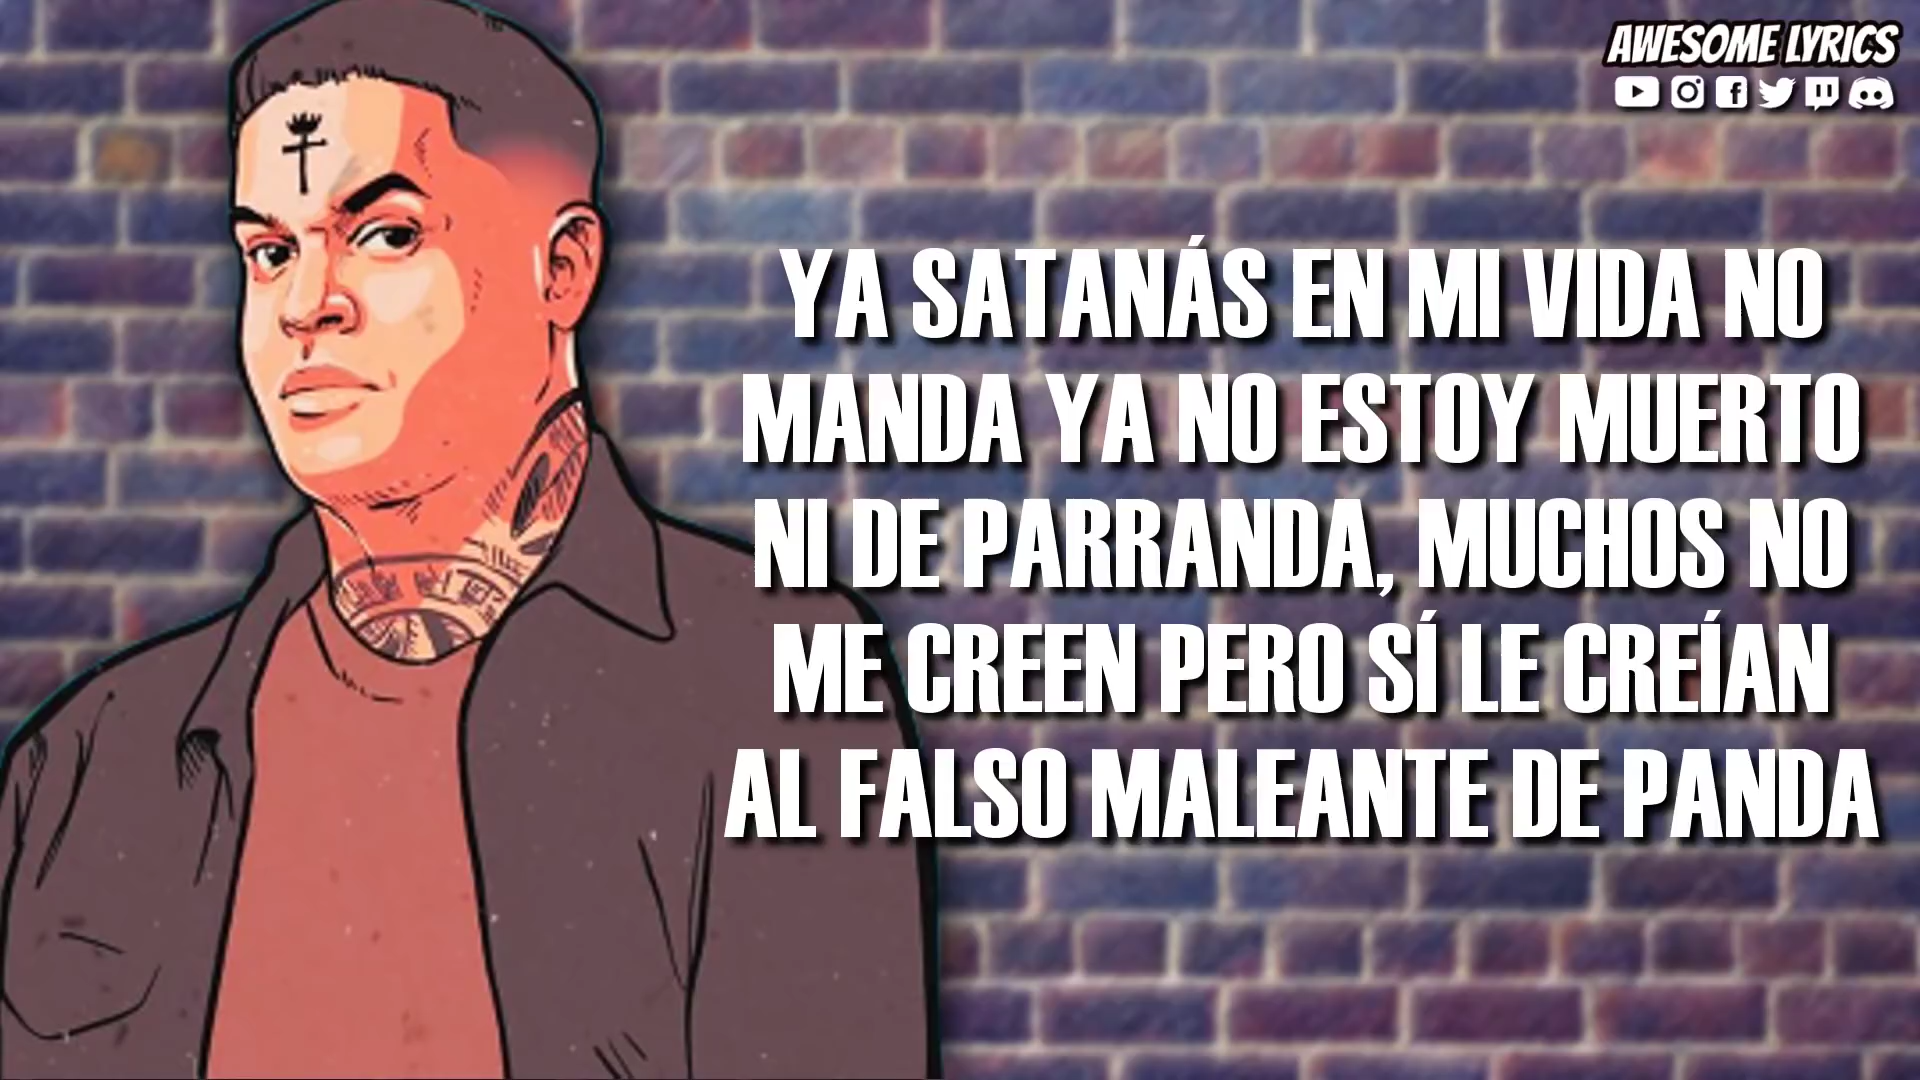 AWESOME LYRICS
YA SATANÁS EN MI VIDA NO
MANDA YA NO ESTOY MUERTO
NI DE PARRANDA, MUCHOS NO
ME CREEN PERO SÍ LE CREÍAN
AL FALSO MALEANTE DE PANDA